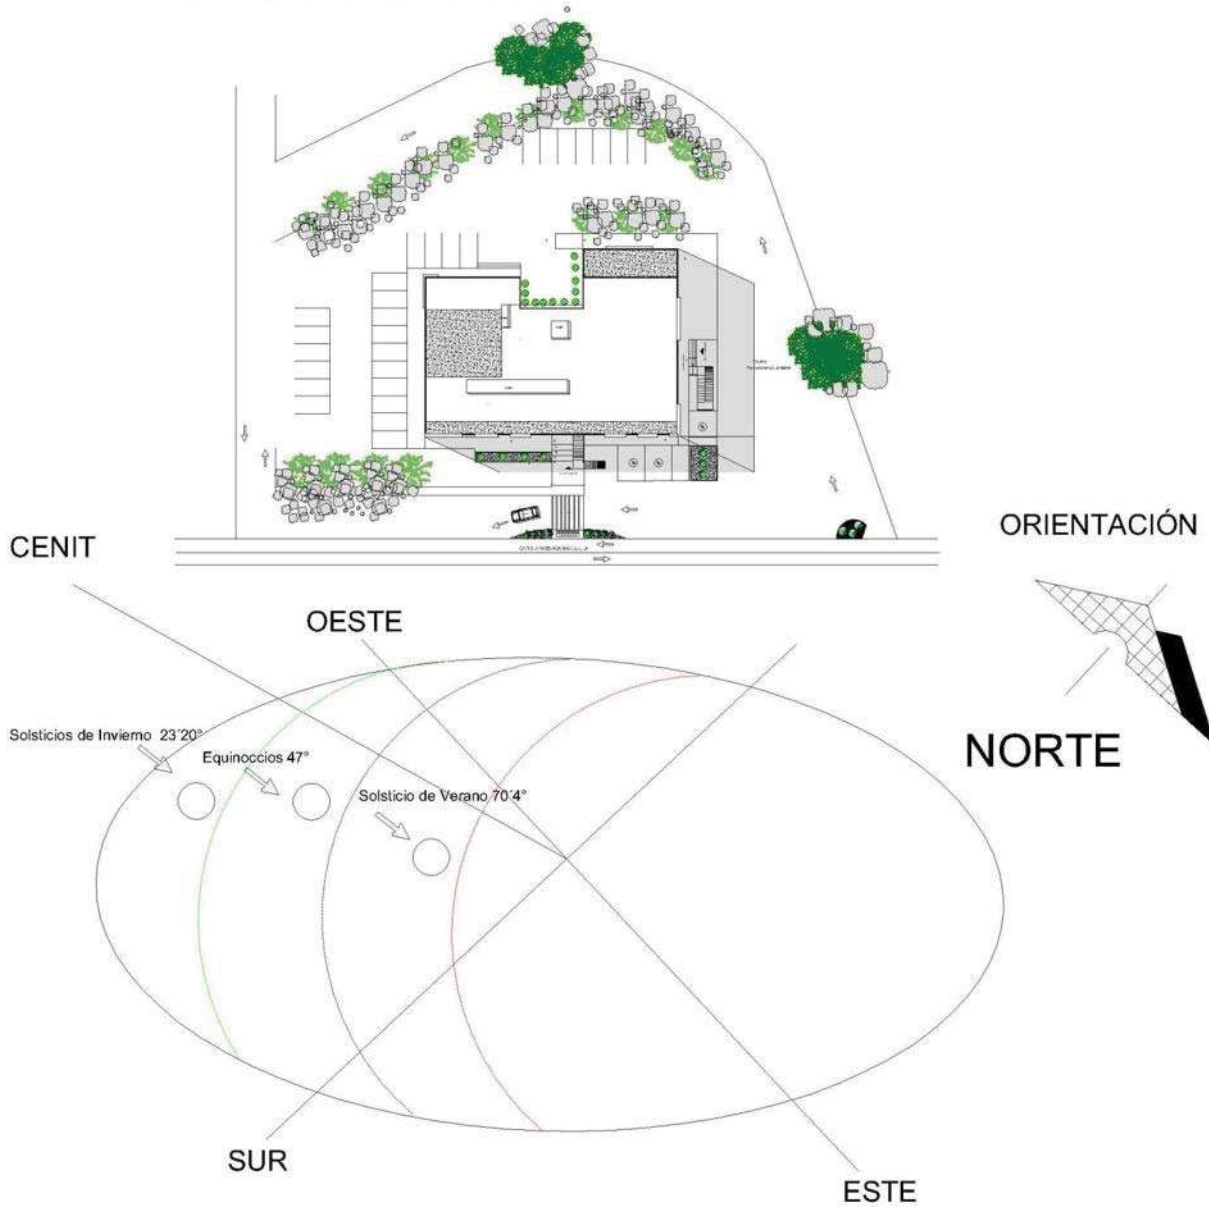 CENIT
ORIENTACIÓN
OESTE
Solsticios de Invierno 23´20°
Equinoccios 47°
NORTE
Solsticio de Verano 70´4°
SUR
ESTE